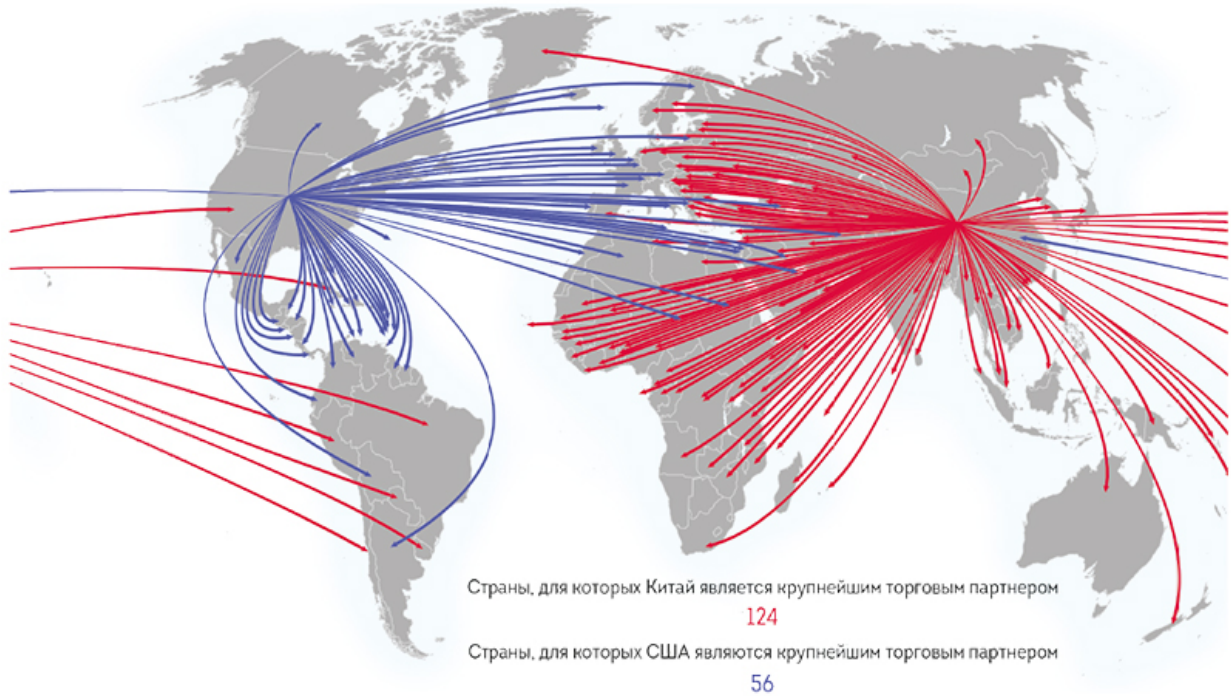 Страны, для которых Китай является крупнейшим торговым партнером
124
Страны, для которых США являются крупнейшим торговым партнером
56